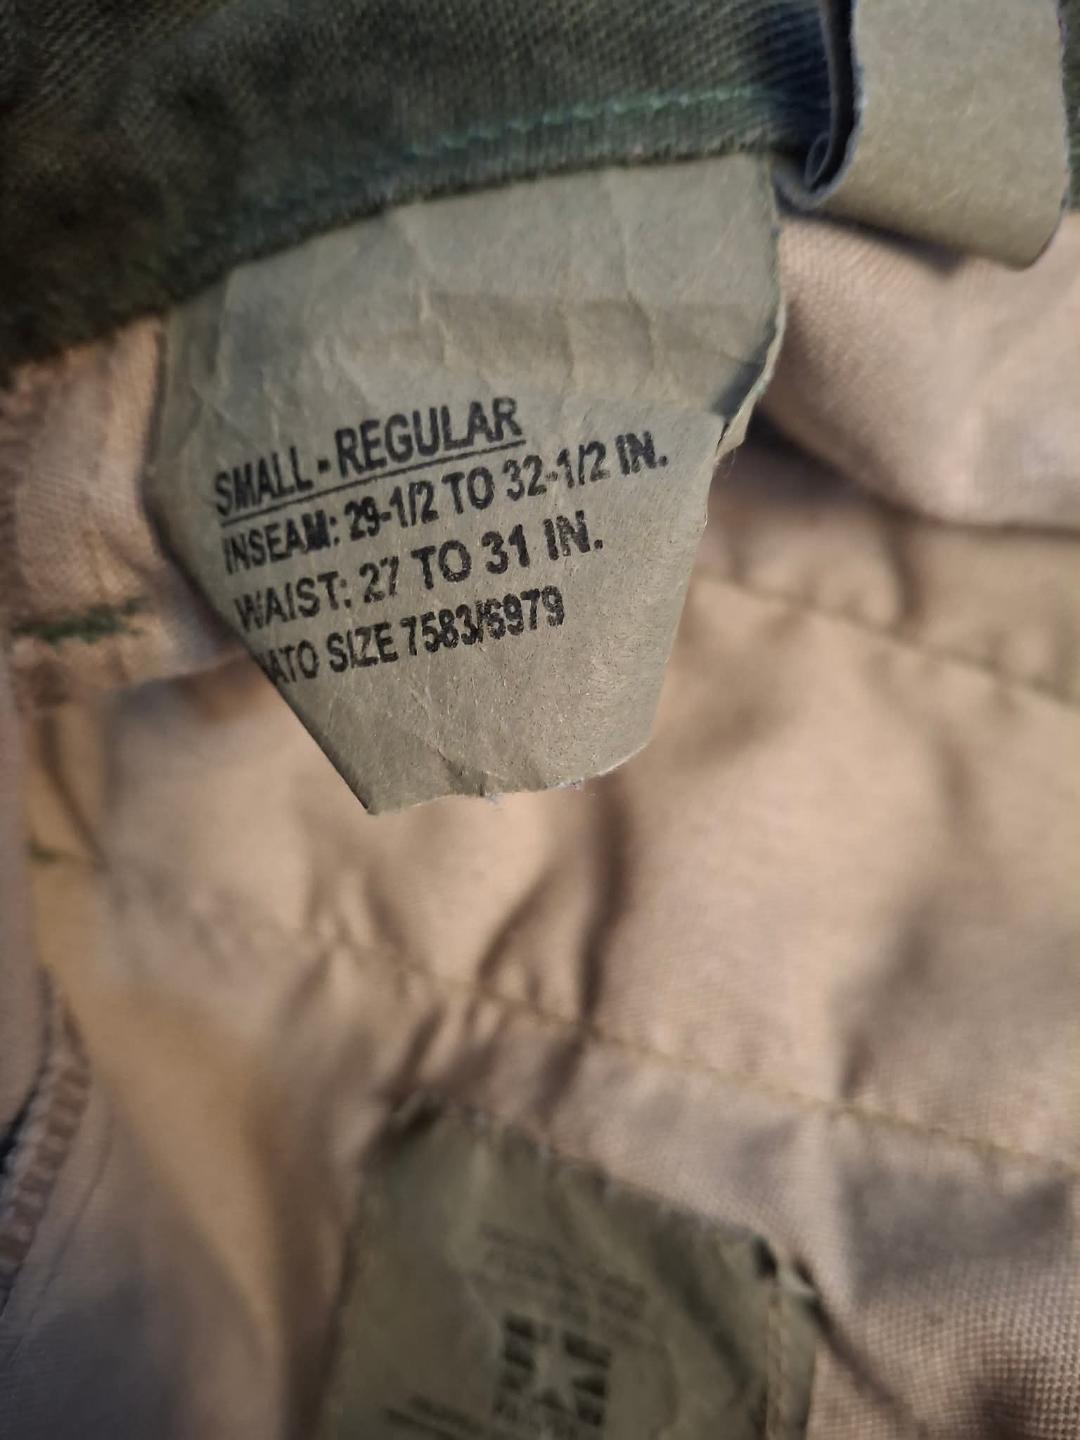 SMALL-REGULAR
INSEAM: 29-1/2 TO 32-1/2 IN.
WAIST: 27 TO 31 IN.
NATO SIZE 7583/6979